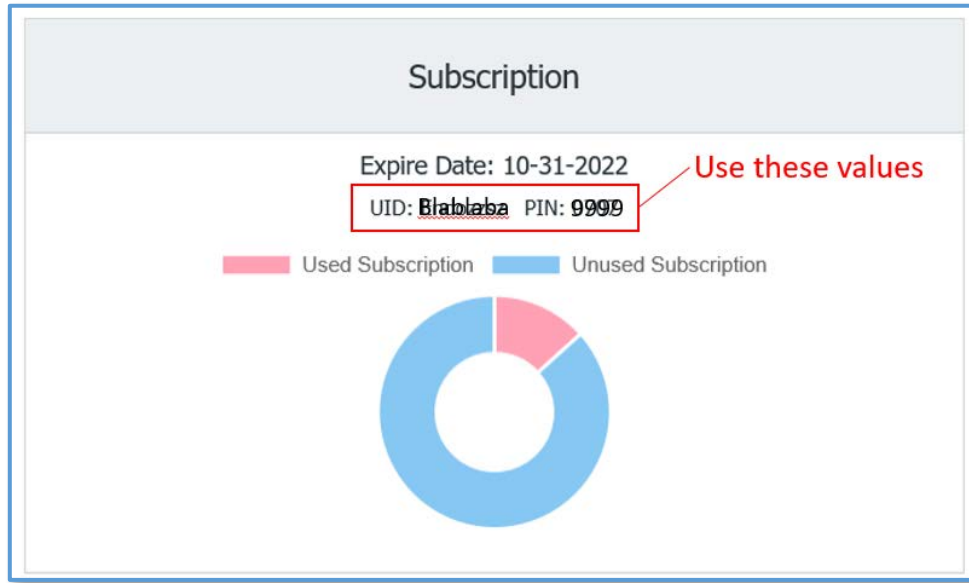 Subscription
Expire Date: 10-31-2022
Use these values
UID: Blablaba PIN: 9999
Used Subscription Unused Subscription